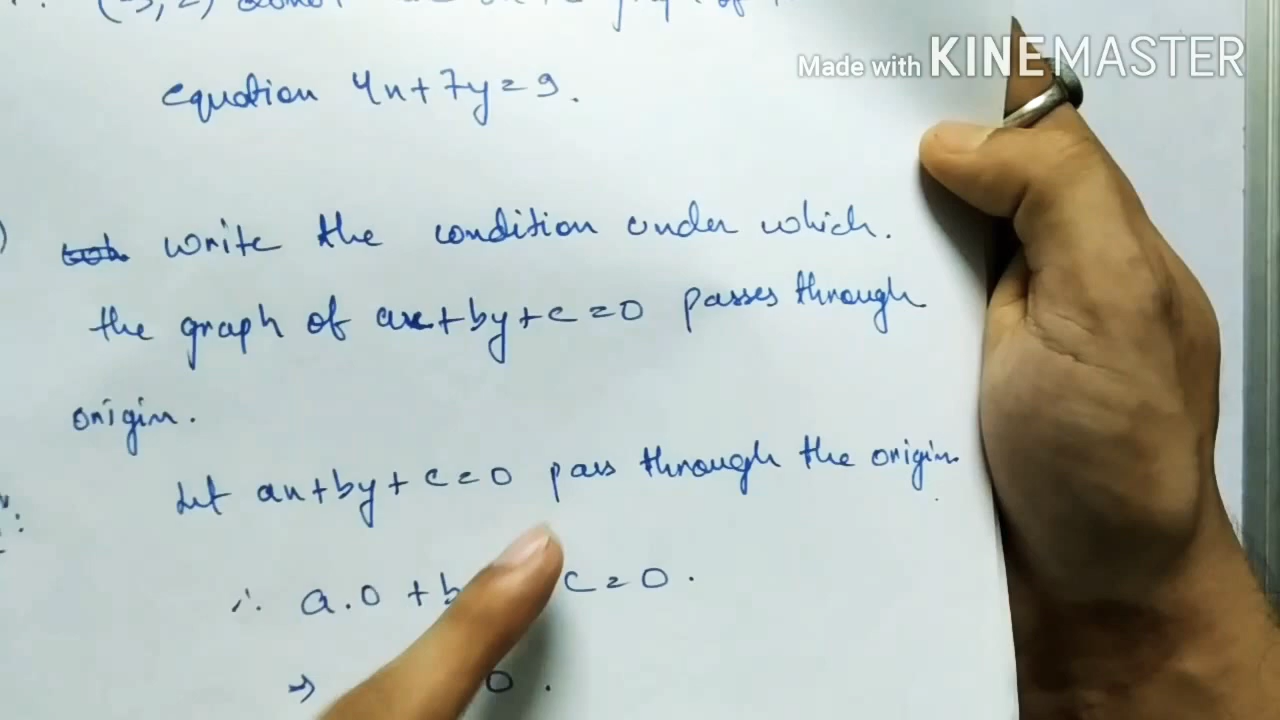 Made with KINEMASTER
equation 4x+7y=9.
write the condition under which.
the graph of ax+by+c=0 passes through
origin.
Let ax+by+c=0 pass through the origin
∴ a.0 + b c=0.
⇒ 0.